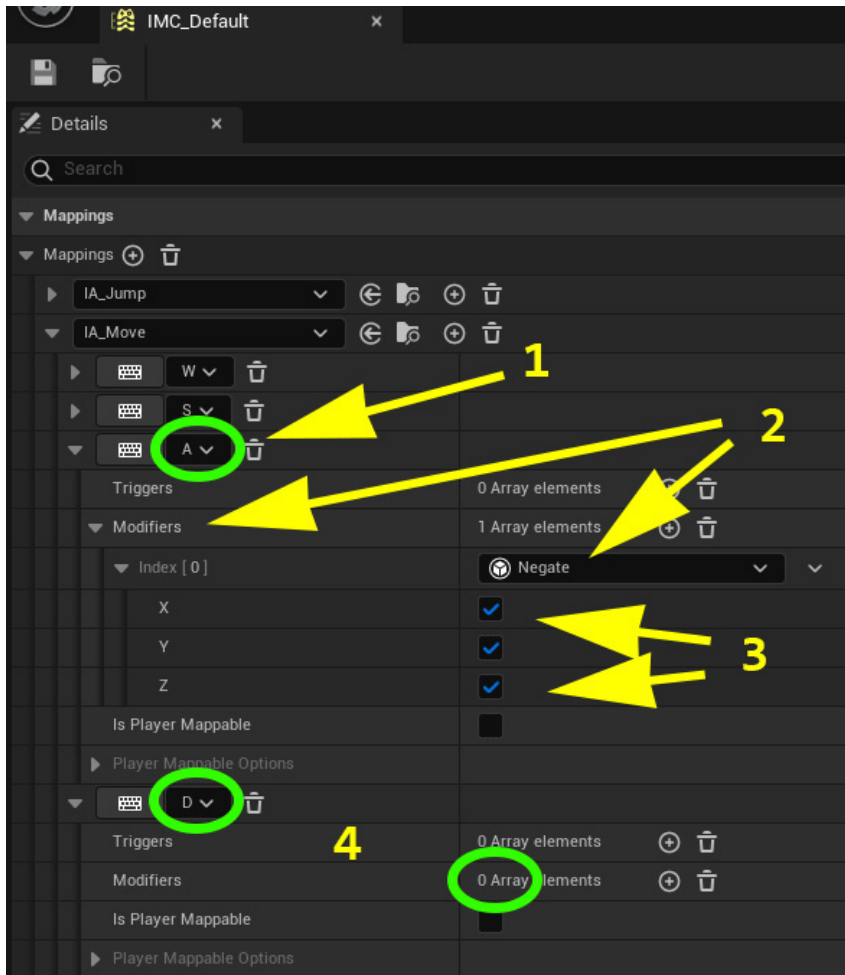 IMC_Default
Details
Search
Mappings
Mappings
IA_Jump
IA_Move
1
W
S
2
A
Triggers 0 Array elements
Modifiers 1 Array elements
Index [ 0 ] Negate
X
Y
3
Z
Is Player Mappable
Player Mappable Options
D
Triggers 4 0 Array elements
Modifiers 0 Array elements
Is Player Mappable
Player Mappable Options